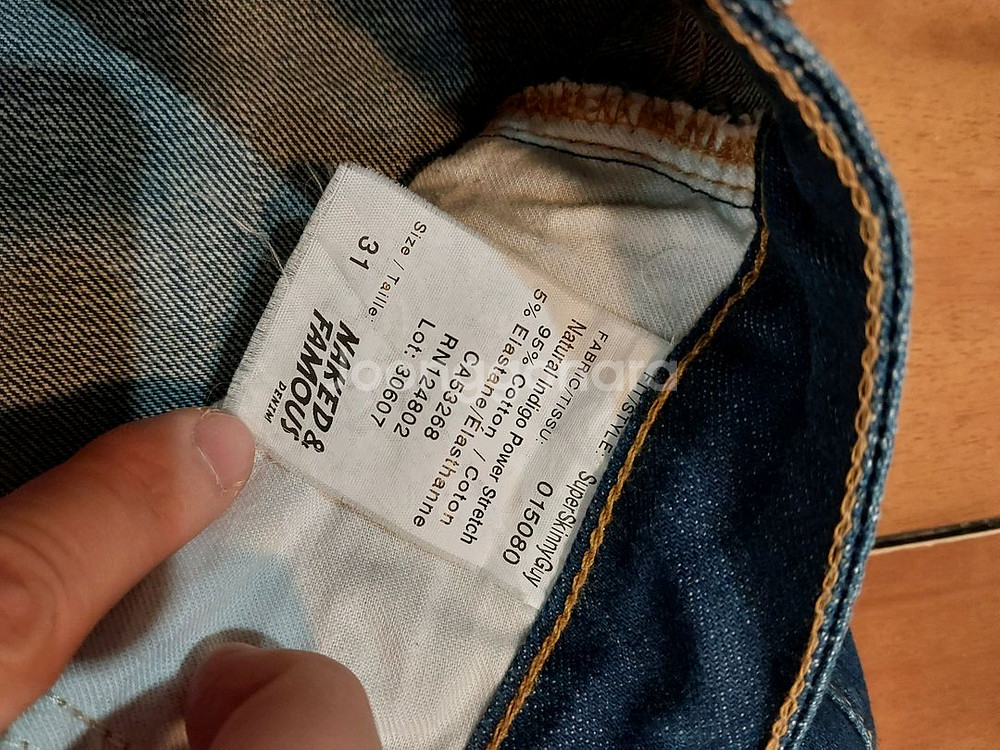 FIT/STYLE: SuperSkinnyGuy
FABRIC/TISSU: 015080
Natural Indigo Power Stretch
95% Cotton / Coton
5% Elastane/Élasthanne
CA53268
RN124802
Lot: 30607
Size / Taille:
31
NAKED &
FAMOUS
DENIM